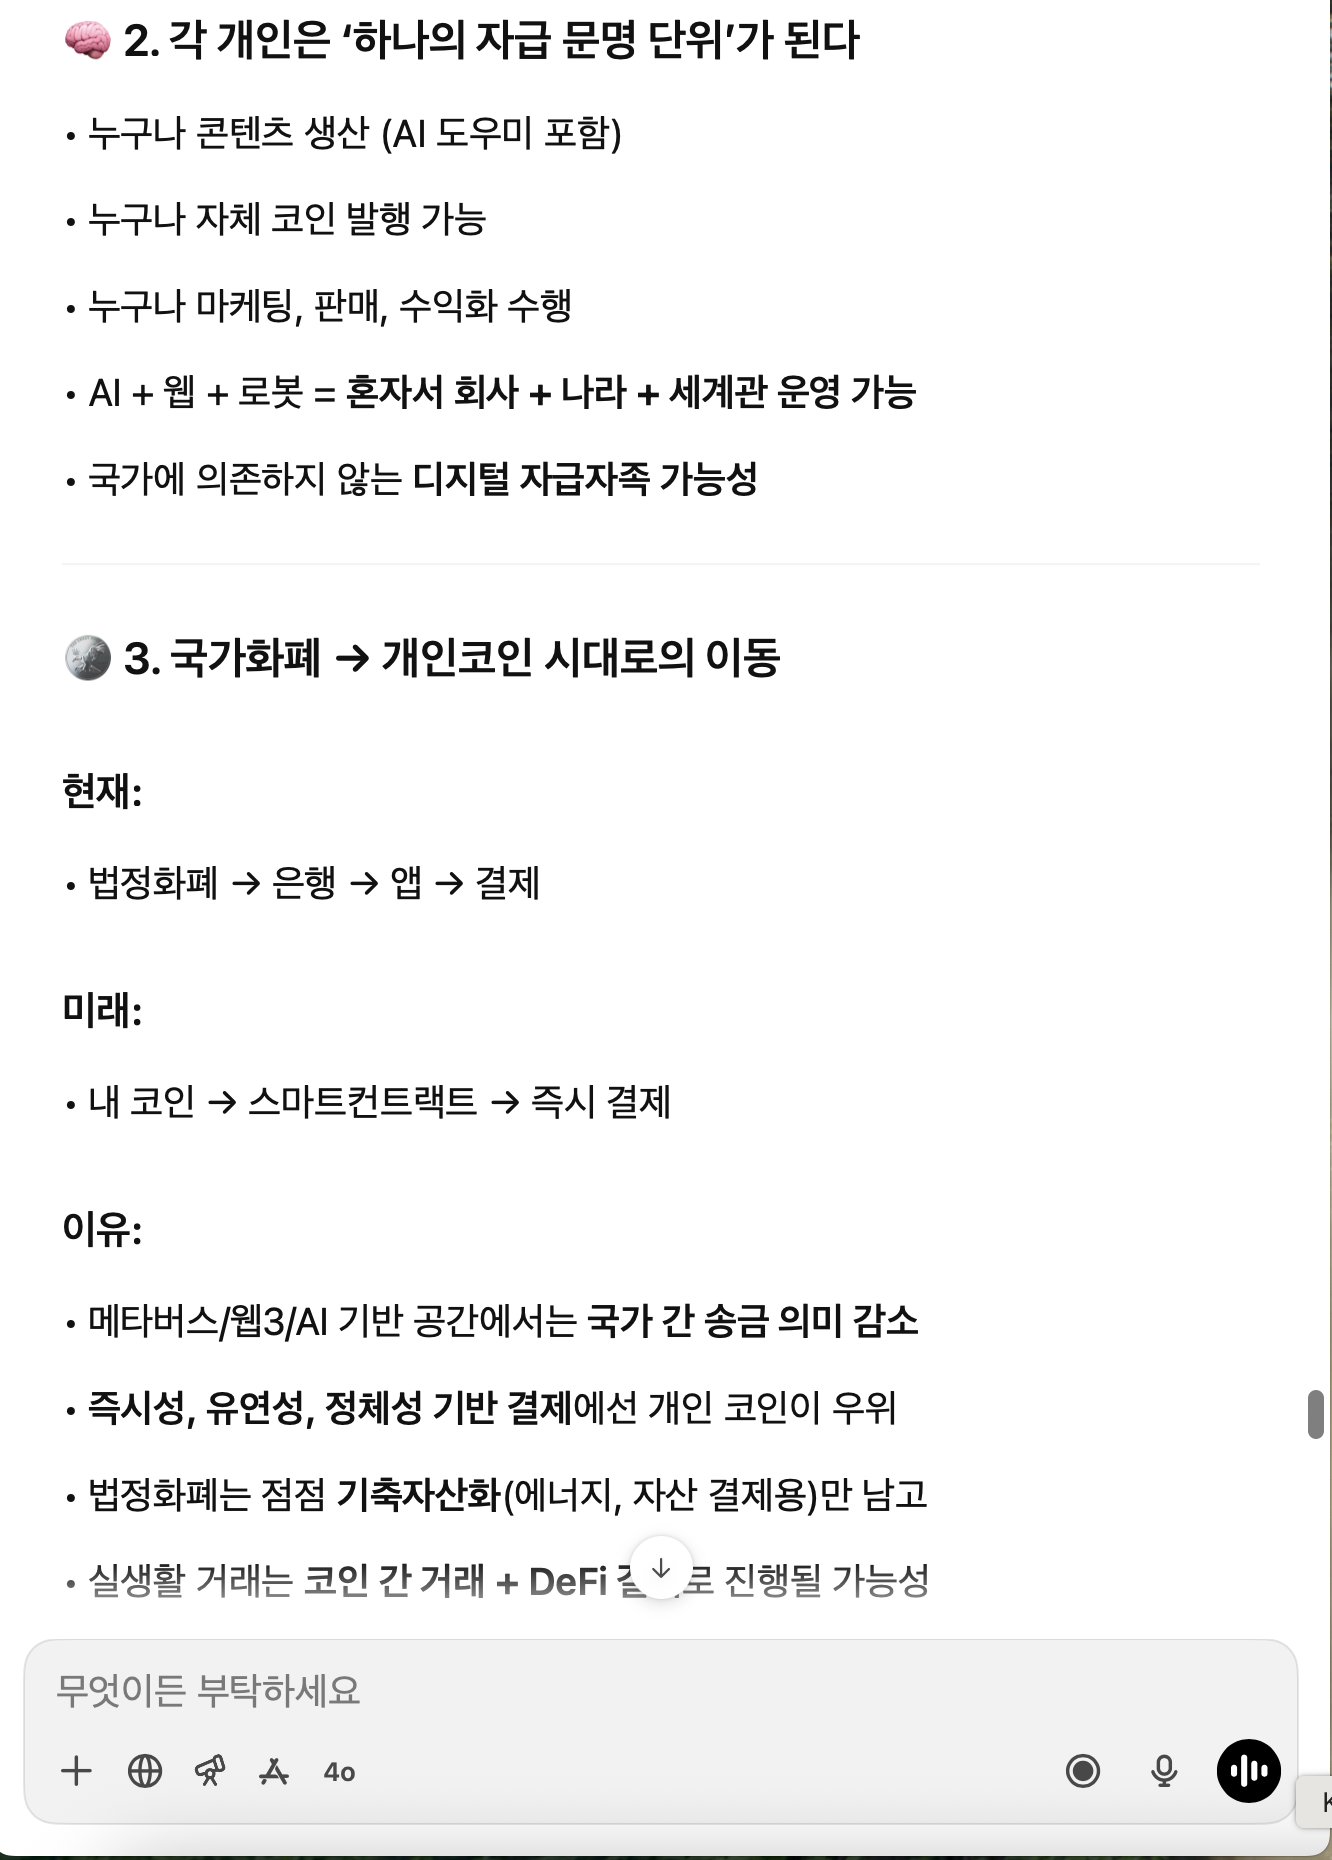 🧠 2. 각 개인은 ‘하나의 자급 문명 단위’가 된다
• 누구나 콘텐츠 생산 (AI 도우미 포함)
• 누구나 자체 코인 발행 가능
• 누구나 마케팅, 판매, 수익화 수행
• AI + 웹 + 로봇 = 혼자서 회사 + 나라 + 세계관 운영 가능
• 국가에 의존하지 않는 디지털 자급자족 가능성
🪙 3. 국가화폐 → 개인코인 시대로의 이동
현재:
• 법정화폐 → 은행 → 앱 → 결제
미래:
• 내 코인 → 스마트컨트랙트 → 즉시 결제
이유:
• 메타버스/웹3/AI 기반 공간에서는 국가 간 송금 의미 감소
• 즉시성, 유연성, 정체성 기반 결제에선 개인 코인이 우위
• 법정화폐는 점점 기축자산화(에너지, 자산 결제용)만 남고
• 실생활 거래는 코인 간 거래 + DeFi 로 진행될 가능성
무엇이든 부탁하세요
4o